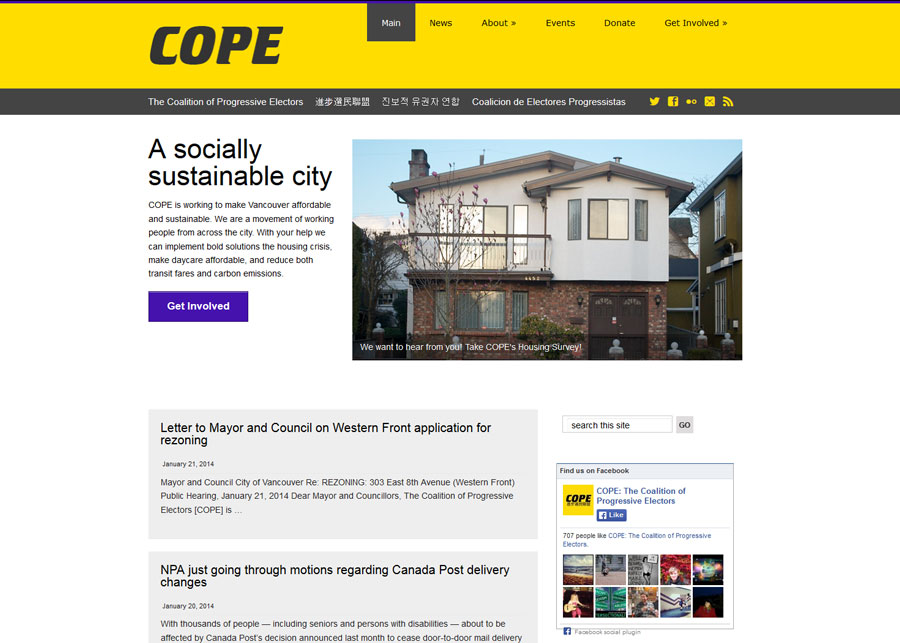 COPE
Main News About » Events Donate Get Involved »
The Coalition of Progressive Electors 進步選民聯盟 진보적 유권자 연합 Coalicion de Electores Progressistas
A socially
sustainable city
COPE is working to make Vancouver affordable
and sustainable. We are a movement of working
people from across the city. With your help we
can implement bold solutions the housing crisis,
make daycare affordable, and reduce both
transit fares and carbon emissions.
Get Involved
We want to hear from you! Take COPE's Housing Survey!
Letter to Mayor and Council on Western Front application for
rezoning
January 21, 2014
Mayor and Council City of Vancouver Re: REZONING: 303 East 8th Avenue (Western Front)
Public Hearing, January 21, 2014 Dear Mayor and Councillors, The Coalition of Progressive
Electors [COPE] is …
NPA just going through motions regarding Canada Post delivery
changes
January 20, 2014
With thousands of people — including seniors and persons with disabilities — about to be
affected by Canada Post's decision announced last month to cease door-to-door mail delivery
search this site GO
Find us on Facebook
COPE
COPE: The Coalition of
Progressive Electors
Like
707 people like COPE: The Coalition of Progressive
Electors.
Facebook social plugin